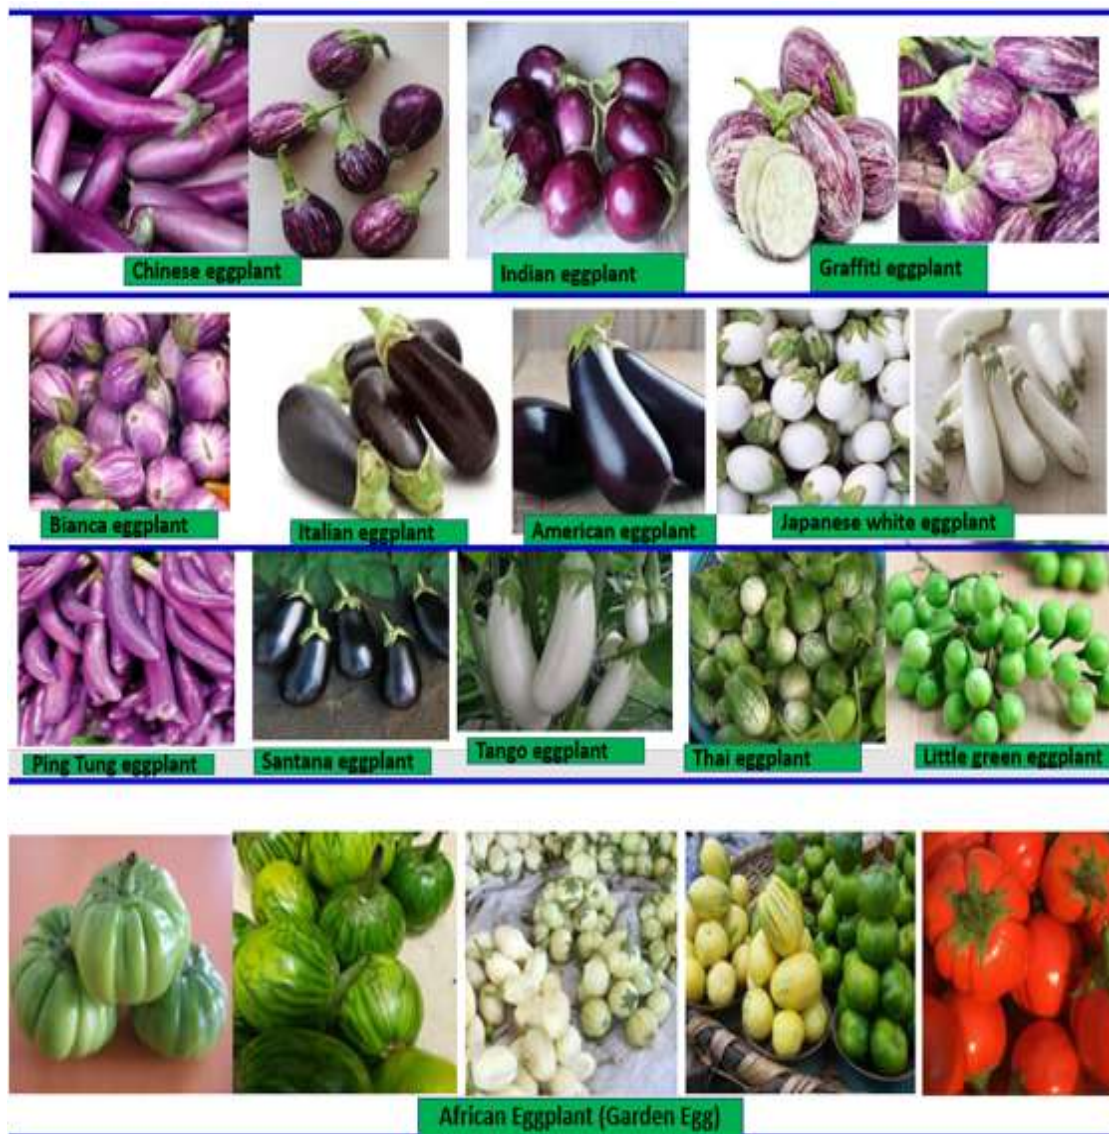 Chinese eggplant
Indian eggplant
Graffiti eggplant
Bianca eggplant
Italian eggplant
American eggplant
Japanese white eggplant
Ping Tung eggplant
Santana eggplant
Tango eggplant
Thai eggplant
Little green eggplant
African Eggplant (Garden Egg)